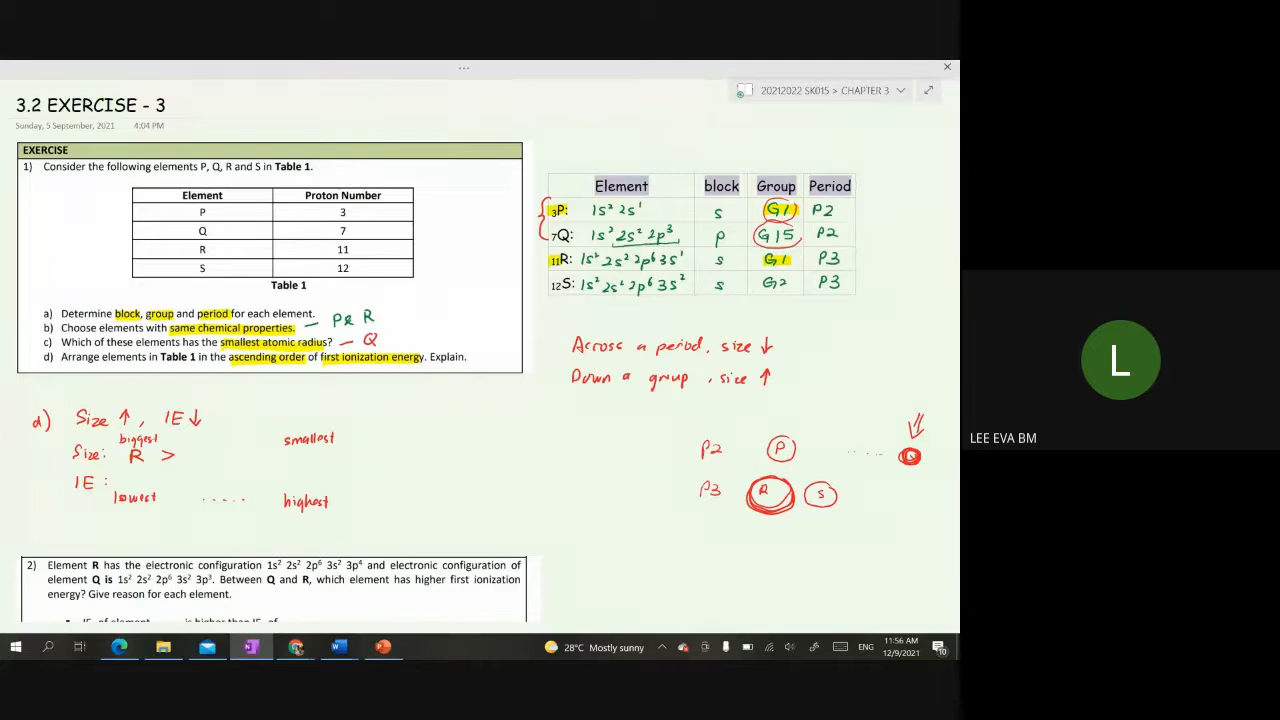 ...
20212022 SK015 > CHAPTER 3
3.2 EXERCISE - 3
Sunday, 5 September, 2021 4:04 PM
EXERCISE
1) Consider the following elements P, Q, R and S in Table 1.
Element Proton Number
P 3
Q 7
R 11
S 12
Table 1
a) Determine block, group and period for each element.
b) Choose elements with same chemical properties. – P & R
c) Which of these elements has the smallest atomic radius? – Q
d) Arrange elements in Table 1 in the ascending order of first ionization energy. Explain.
Element block Group Period
₃P: 1s² 2s¹ s G1 P2
₇Q: 1s² 2s² 2p³ p G15 P2
₁₁R: 1s² 2s² 2p⁶ 3s¹ s G1 P3
₁₂S: 1s² 2s² 2p⁶ 3s² s G2 P3
Across a period, size ↓
Down a group, size ↑
d) Size ↑, IE ↓
biggest smallest
Size: R >
IE :
lowest ..... highest
P2 P ..... Q
P3 R S
2) Element R has the electronic configuration 1s² 2s² 2p⁶ 3s² 3p⁴ and electronic configuration of
element Q is 1s² 2s² 2p⁶ 3s² 3p³. Between Q and R, which element has higher first ionization
energy? Give reason for each element.
L
LEE EVA BM
28°C Mostly sunny
ENG
11:56 AM
12/9/2021
10